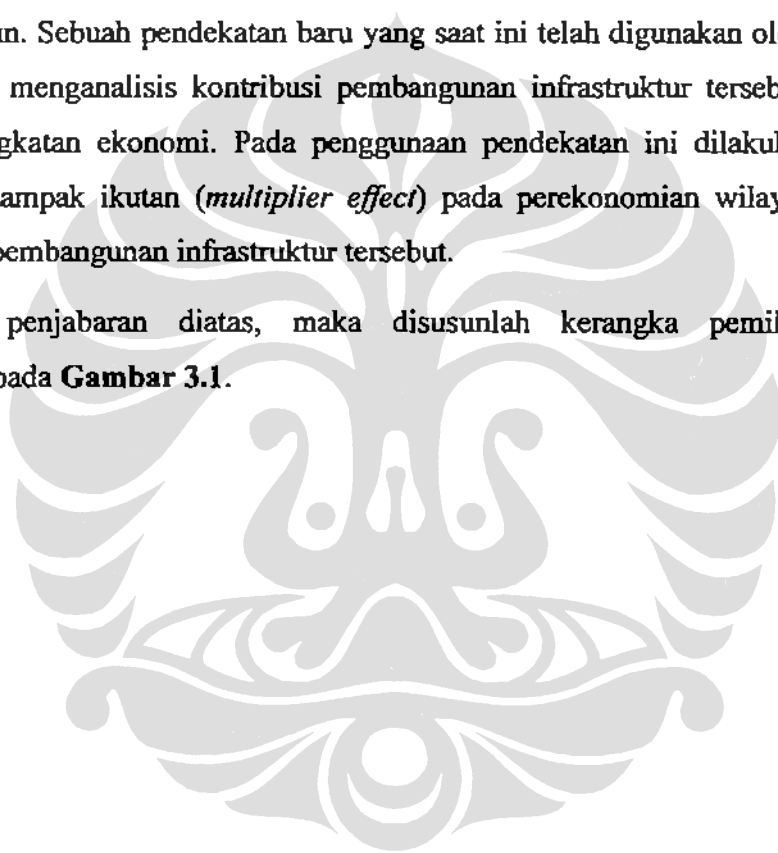 un. Sebuah pendekatan baru yang saat ini telah digunakan ol
menganalisis kontribusi pembangunan infrastruktur terseb
gkatan ekonomi. Pada penggunaan pendekatan ini dilakul
ampak ikutan (multiplier effect) pada perekonomian wilay
pembangunan infrastruktur tersebut.
penjabaran diatas, maka disusunlah kerangka pemil
pada Gambar 3.1.